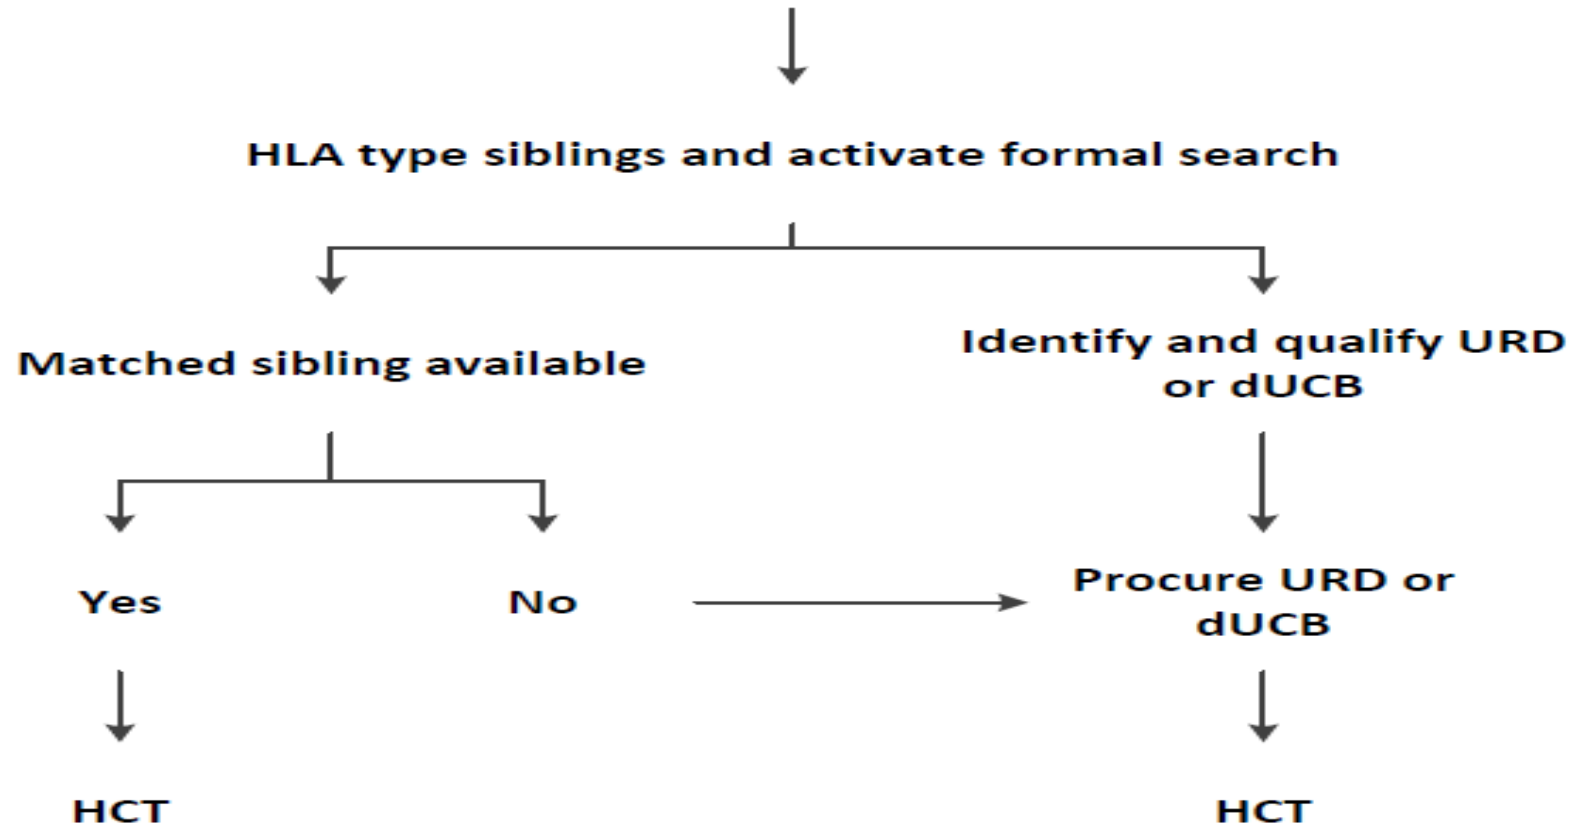 HLA type siblings and activate formal search
Matched sibling available
Identify and qualify URD
or dUCB
Yes
No
Procure URD or
dUCB
HCT
HCT